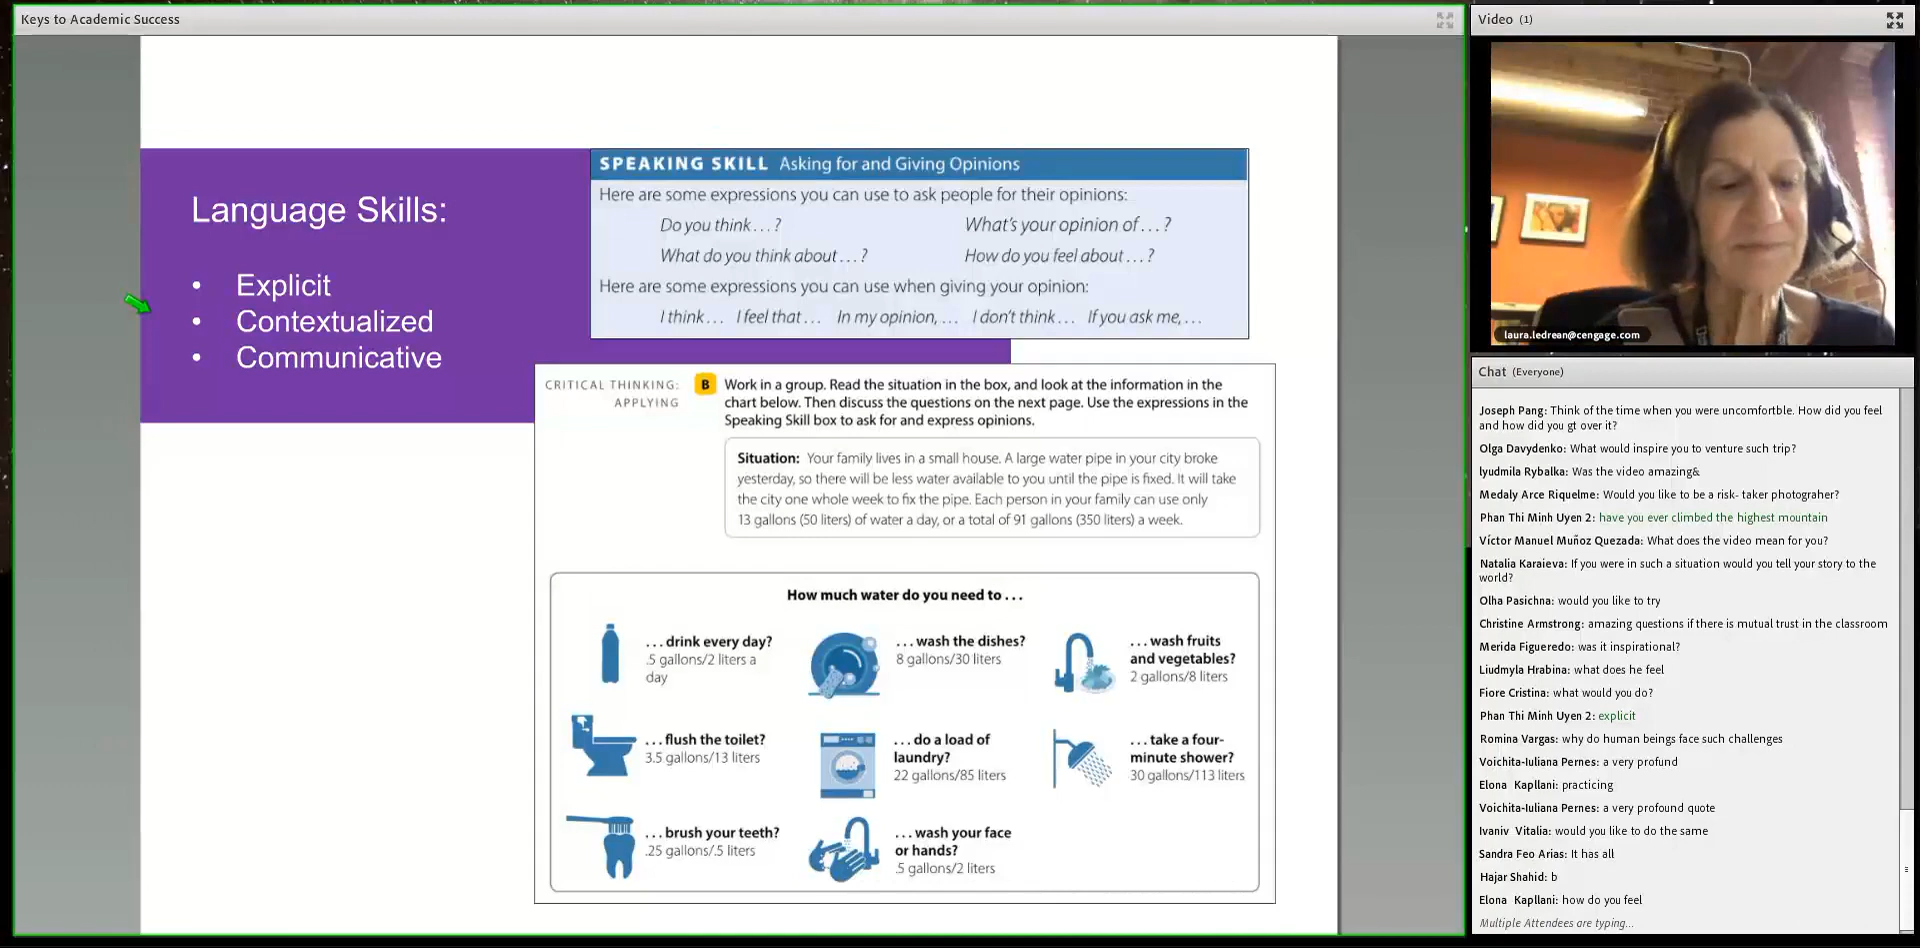 Keys to Academic Success
Language Skills:
• Explicit
• Contextualized
• Communicative
SPEAKING SKILL Asking for and Giving Opinions
Here are some expressions you can use to ask people for their opinions:
Do you think . . . ? What's your opinion of . . . ?
What do you think about . . . ? How do you feel about . . . ?
Here are some expressions you can use when giving your opinion:
I think . . . I feel that . . . In my opinion, . . . I don't think . . . If you ask me, . . .
CRITICAL THINKING:
APPLYING
B Work in a group. Read the situation in the box, and look at the information in the
chart below. Then discuss the questions on the next page. Use the expressions in the
Speaking Skill box to ask for and express opinions.
Situation: Your family lives in a small house. A large water pipe in your city broke
yesterday, so there will be less water available to you until the pipe is fixed. It will take
the city one whole week to fix the pipe. Each person in your family can use only
13 gallons (50 liters) of water a day, or a total of 91 gallons (350 liters) a week.
How much water do you need to . . .
. . . drink every day?
.5 gallons/2 liters a
day
. . . wash the dishes?
8 gallons/30 liters
. . . wash fruits
and vegetables?
2 gallons/8 liters
. . . flush the toilet?
3.5 gallons/13 liters
. . . do a load of
laundry?
22 gallons/85 liters
. . . take a four-
minute shower?
30 gallons/113 liters
. . . brush your teeth?
.25 gallons/.5 liters
. . . wash your face
or hands?
.5 gallons/2 liters
Video (1)
laura.ledrean@cengage.com
Chat (Everyone)
Joseph Pang: Think of the time when you were uncomfortble. How did you feel
and how did you gt over it?
Olga Davydenko: What would inspire you to venture such trip?
lyudmila Rybalka: Was the video amazing&
Medaly Arce Riquelme: Would you like to be a risk- taker photograher?
Phan Thi Minh Uyen 2: have you ever climbed the highest mountain
Víctor Manuel Muñoz Quezada: What does the video mean for you?
Natalia Karaieva: If you were in such a situation would you tell your story to the
world?
Olha Pasichna: would you like to try
Christine Armstrong: amazing questions if there is mutual trust in the classroom
Merida Figueredo: was it inspirational?
Liudmyla Hrabina: what does he feel
Fiore Cristina: what would you do?
Phan Thi Minh Uyen 2: explicit
Romina Vargas: why do human beings face such challenges
Voichita-Iuliana Pernes: a very profund
Elona Kapllani: practicing
Voichita-Iuliana Pernes: a very profound quote
Ivaniv Vitalia: would you like to do the same
Sandra Feo Arias: It has all
Hajar Shahid: b
Elona Kapllani: how do you feel
Multiple Attendees are typing...